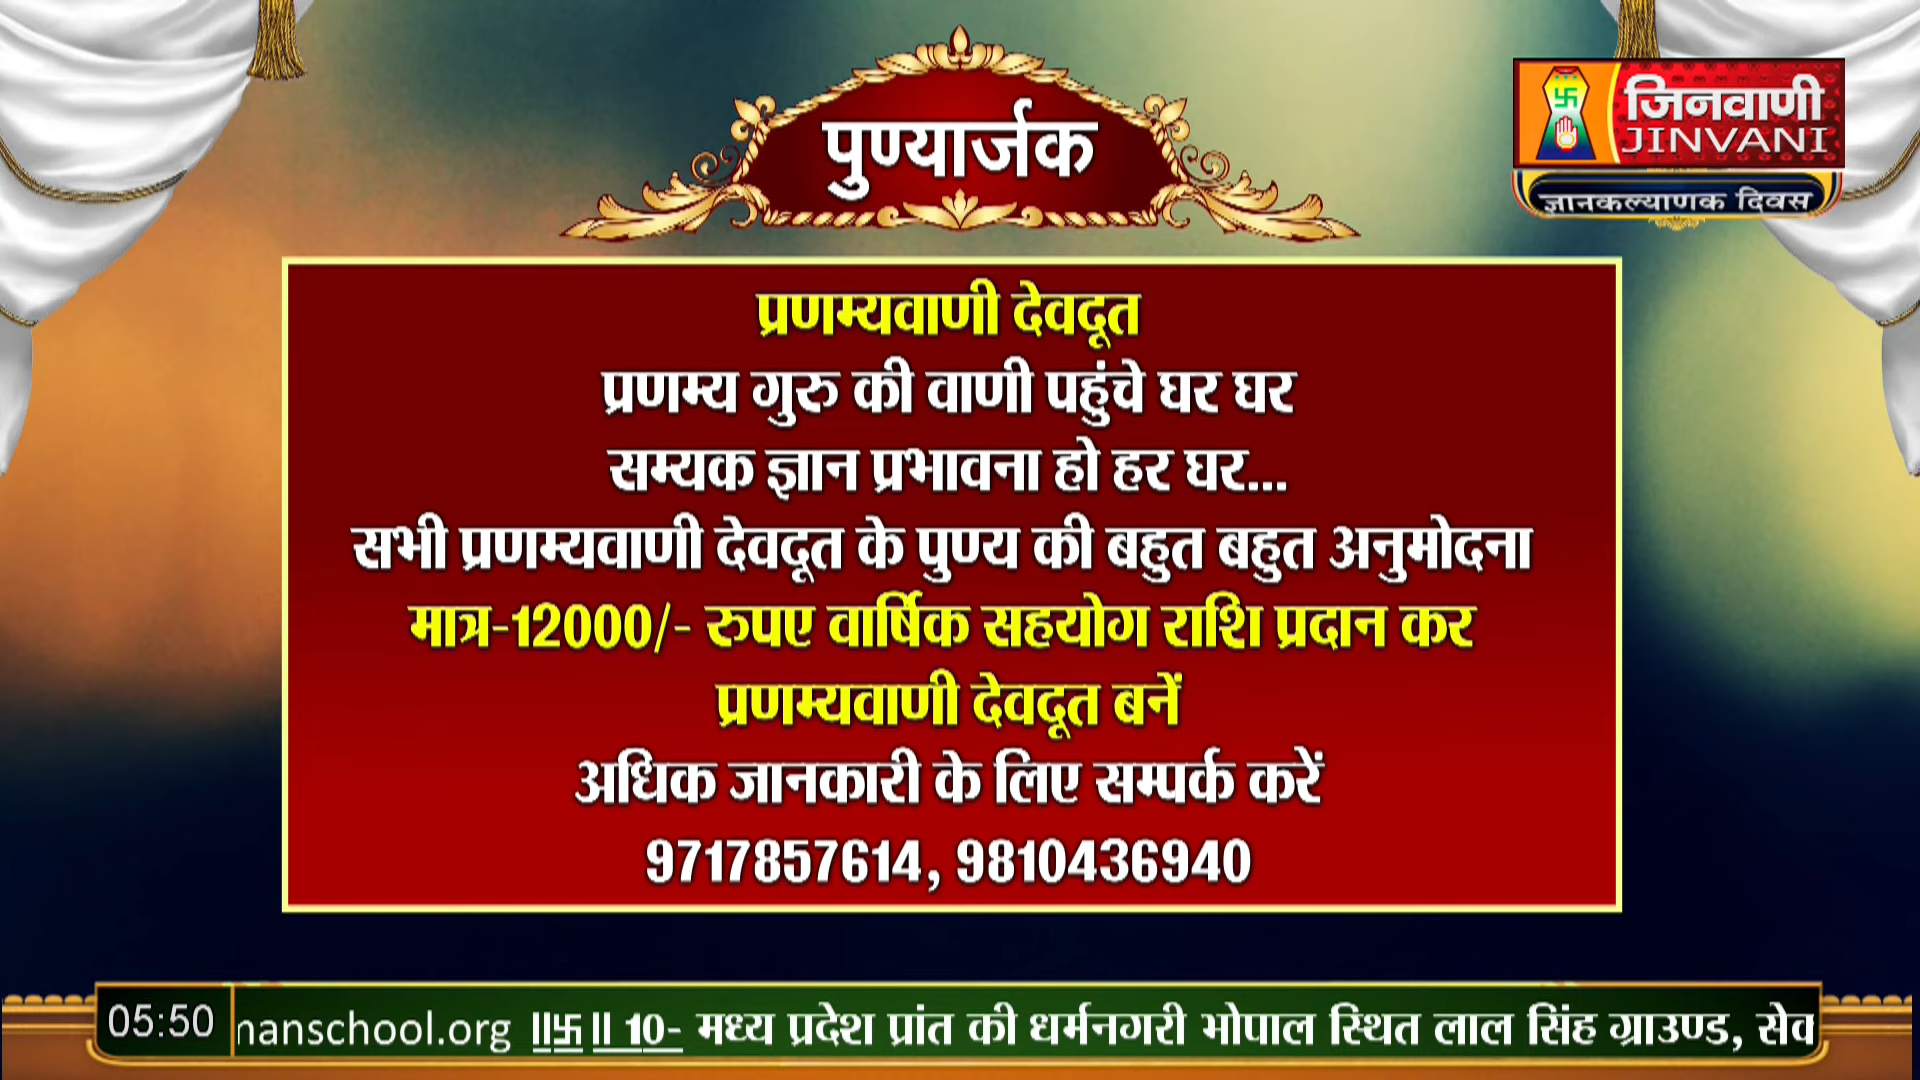 पुण्यार्जक
जिनवाणी
JINVANI
ज्ञानकल्याणक दिवस
प्रणम्यवाणी देवदूत
प्रणम्य गुरु की वाणी पहुंचे घर घर
सम्यक ज्ञान प्रभावना हो हर घर...
सभी प्रणम्यवाणी देवदूत के पुण्य की बहुत बहुत अनुमोदना
मात्र-12000/- रुपए वार्षिक सहयोग राशि प्रदान कर
प्रणम्यवाणी देवदूत बनें
अधिक जानकारी के लिए सम्पर्क करें
9717857614, 9810436940
05:50 manschool.org ॥卐॥ 10- मध्य प्रदेश प्रांत की धर्मनगरी भोपाल स्थित लाल सिंह ग्राउण्ड, सेव